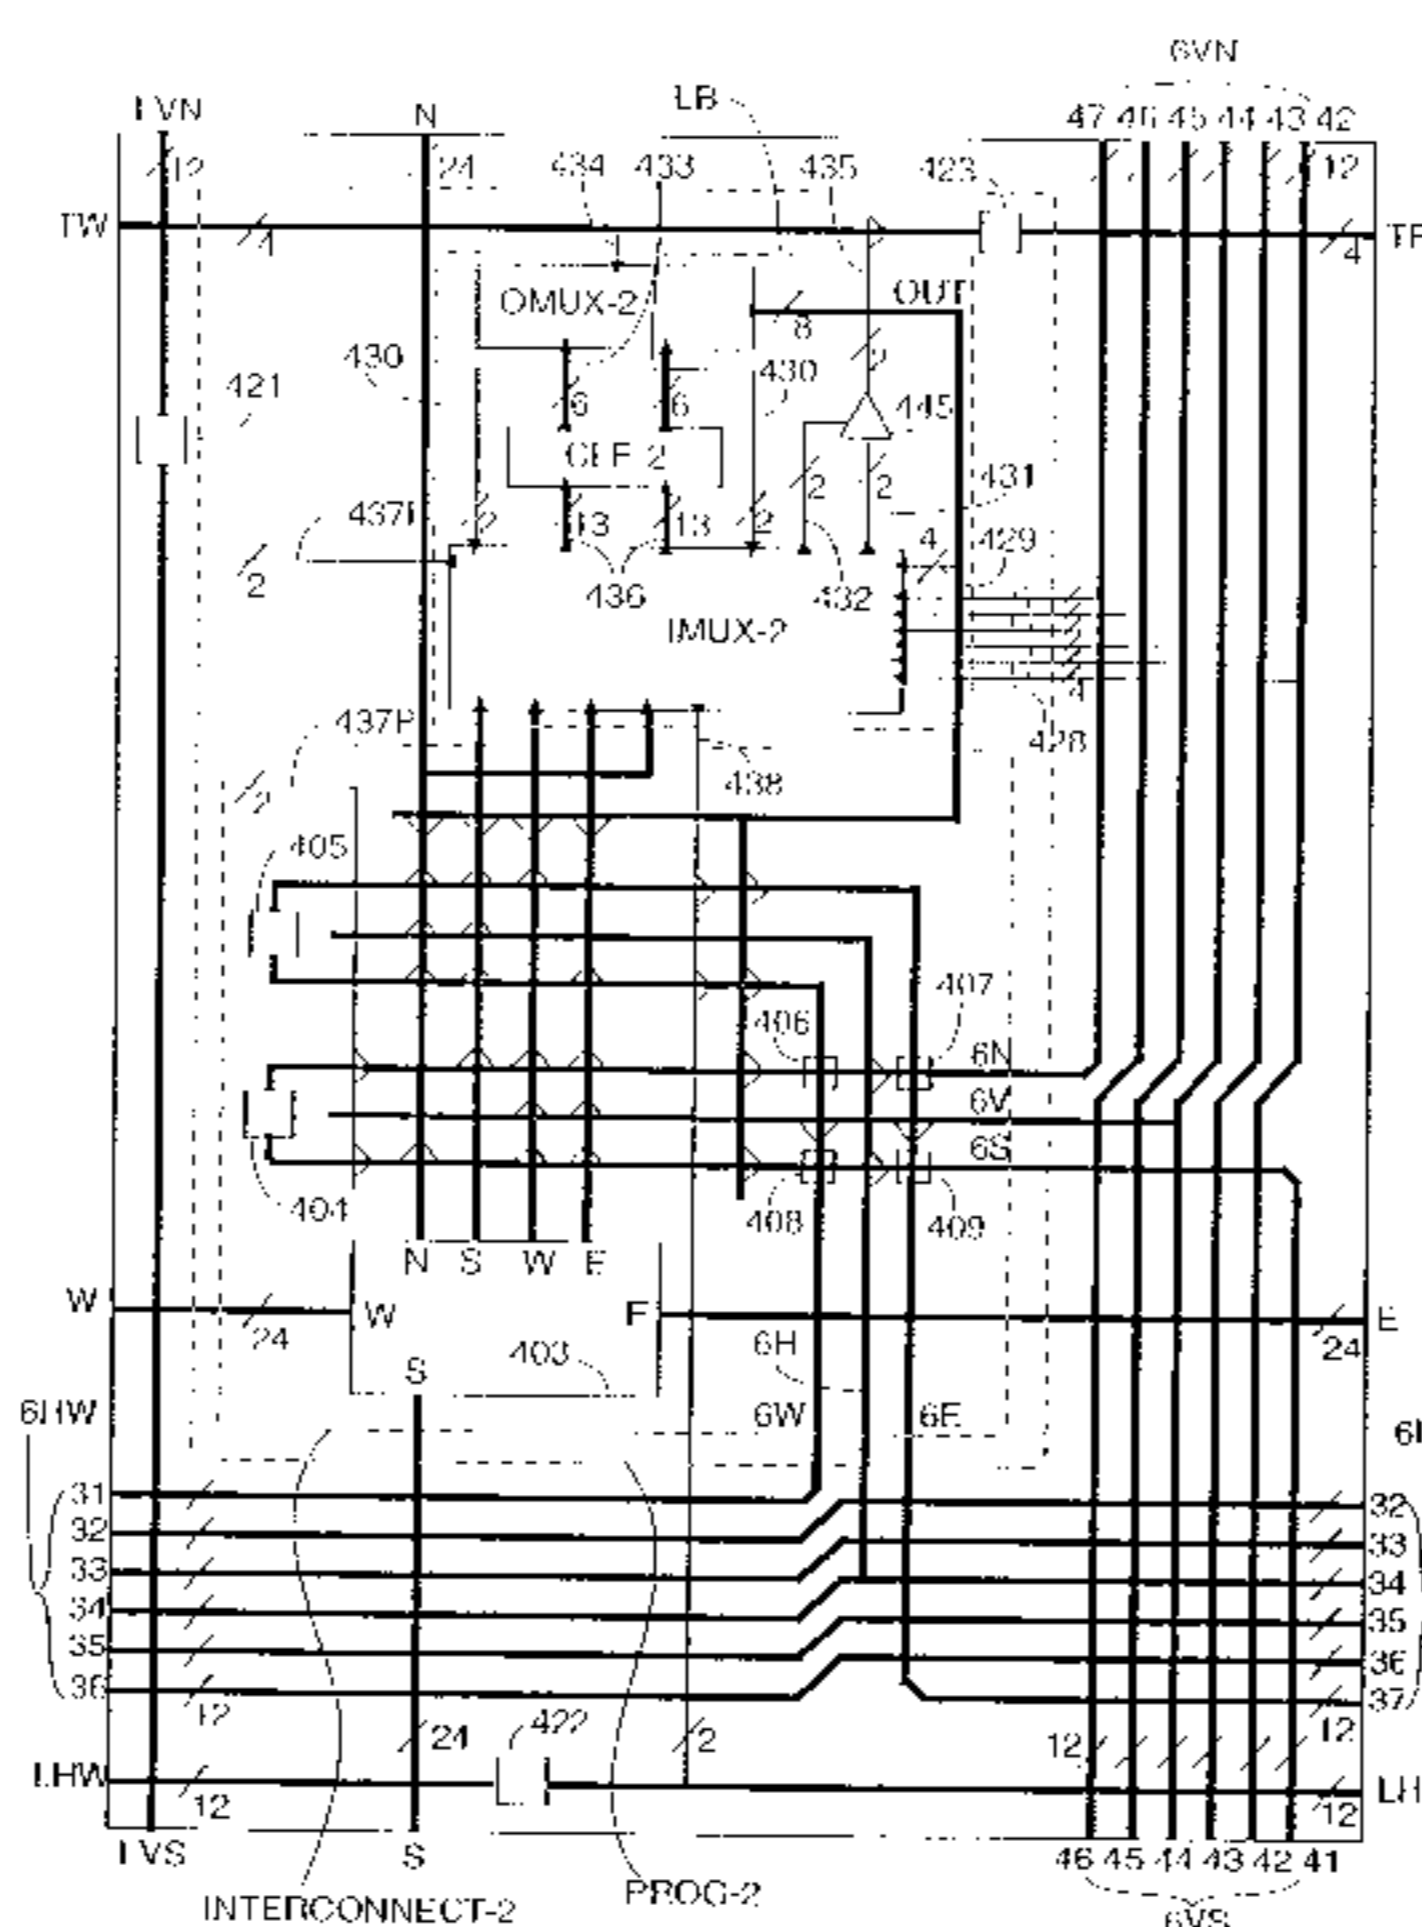 6VN
LVN N LB 47 46 45 44 43 42
12 24 434 433 435 423 12
TW 4 4
OMUX-2 OUT
8
430 2 430
421 6 6 445
CLE-2
2 2 431
437I 2 13 13 2 4 429
2 436 432
IMUX-2
4
437P 428
2 438
405
407
406
6N
6V
6S
404 408 409
N S W E
W W E E
24 24
403 6H
S
6HW 6W 6E
31 32
32 33
33 34
34 35
35 36
36 37
12 24 422 2 12 12
LHW LH
12 12
LVS S 46 45 44 43 42 41
INTERCONNECT-2 PROG-2 6VS